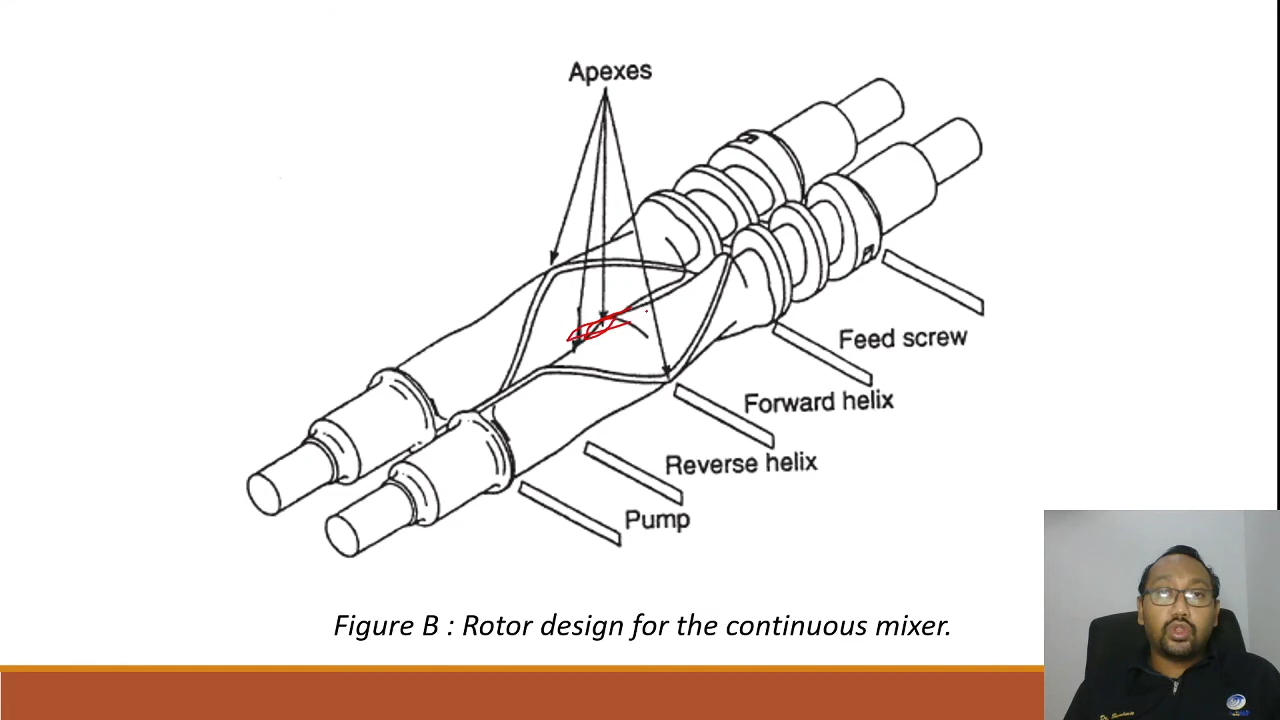 Apexes
Feed screw
Forward helix
Reverse helix
Pump
Figure B : Rotor design for the continuous mixer.